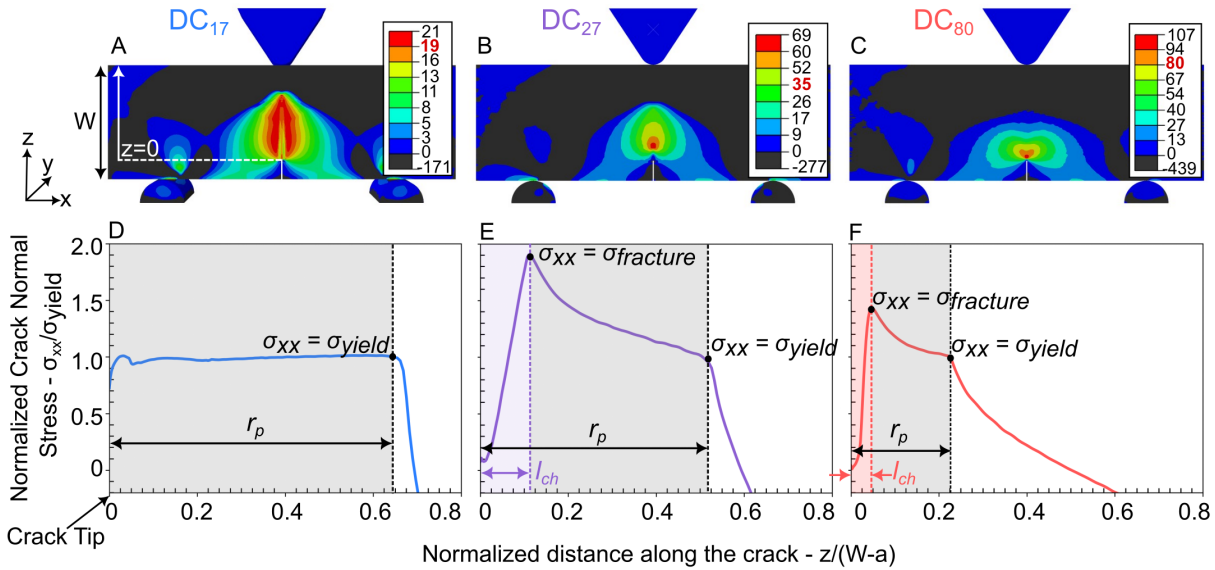 DC17
DC27
DC80
A
B
C
21
19
16
13
11
8
5
3
0
-171
69
60
52
35
26
17
9
0
-277
107
94
80
67
54
40
27
13
0
-439
W
z=0
z
y
x
D
E
F
Normalized Crack Normal
Stress - σxx/σyield
2.0
1.5
1.0
0.5
0
σxx = σyield
rp
σxx = σfracture
σxx = σyield
rp
lch
σxx = σfracture
σxx = σyield
rp
lch
0 0.2 0.4 0.6 0.8
0 0.2 0.4 0.6 0.8
0 0.2 0.4 0.6 0.8
Crack Tip
Normalized distance along the crack - z/(W-a)